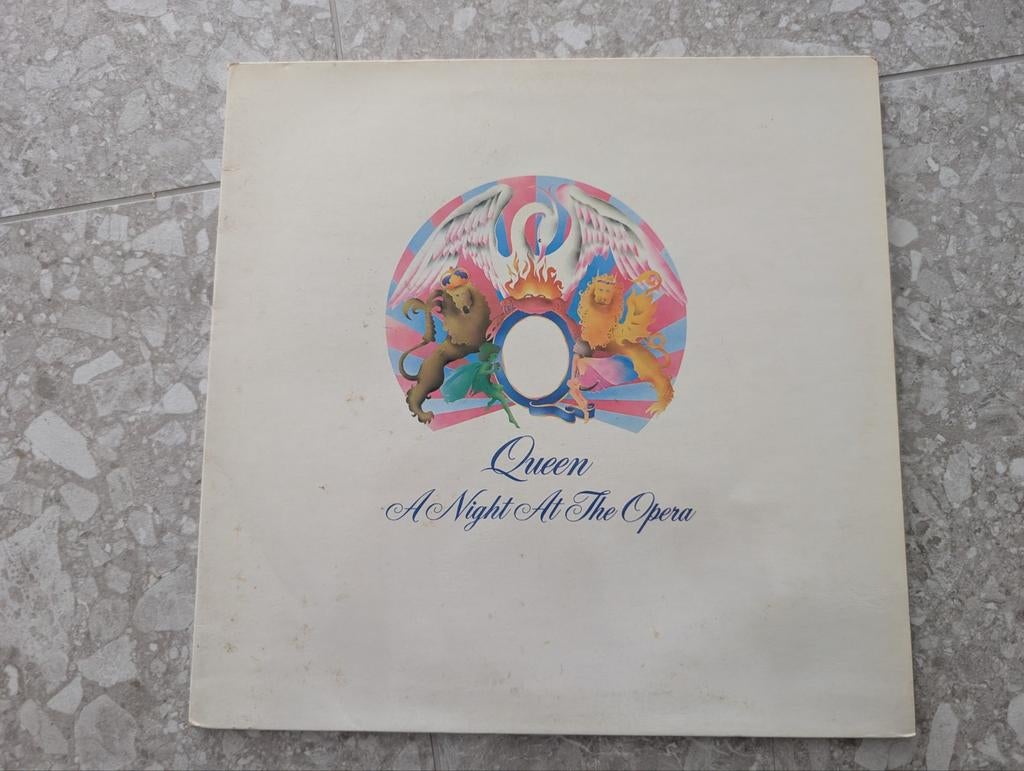 Queen
A Night At The Opera